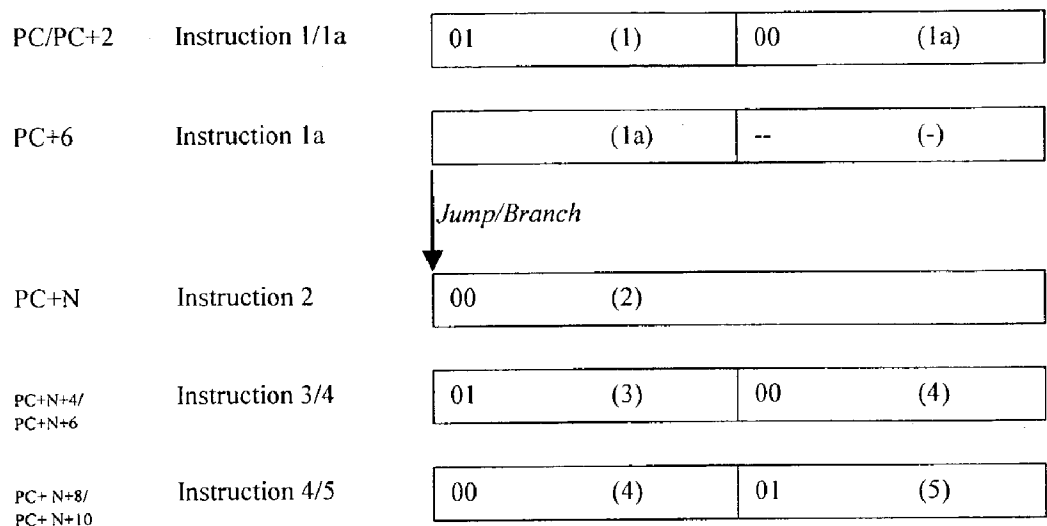 PC/PC+2 Instruction 1/1a 01 (1) 00 (1a)
PC+6 Instruction 1a (1a) -- (-)
Jump/Branch
PC+N Instruction 2 00 (2)
PC+N+4/ Instruction 3/4 01 (3) 00 (4)
PC+N+6
PC+ N+8/ Instruction 4/5 00 (4) 01 (5)
PC+ N+10